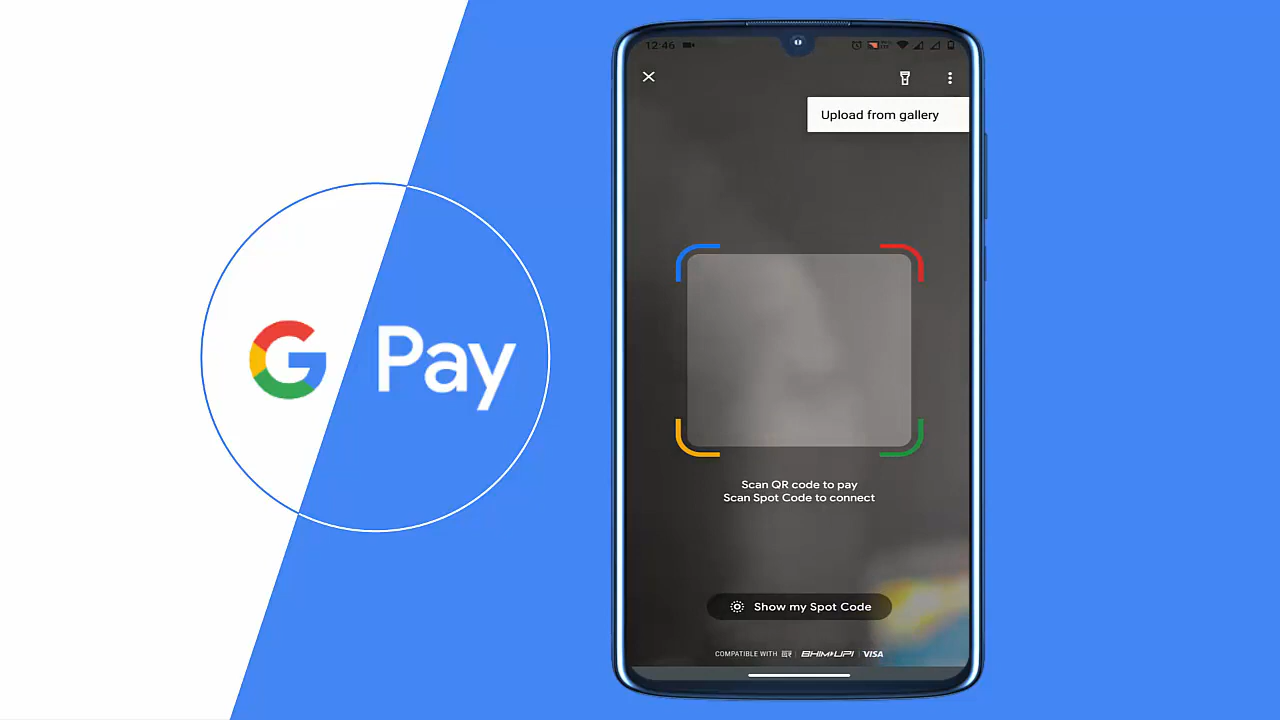 G Pay
12:46
Upload from gallery
Scan QR code to pay
Scan Spot Code to connect
Show my Spot Code
COMPATIBLE WITH | BHIM UPI | VISA